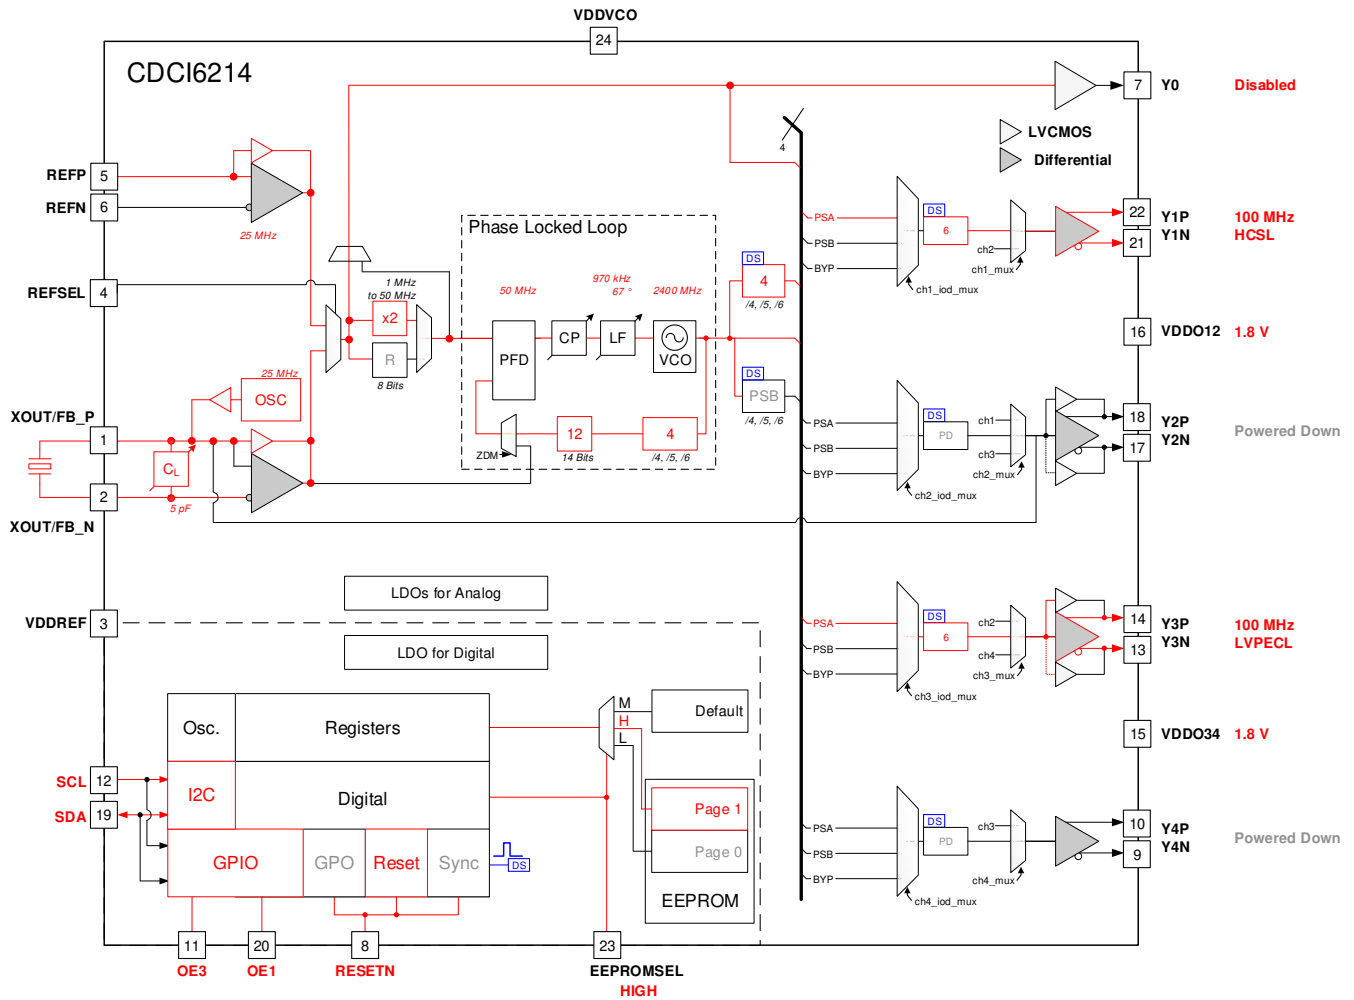 VDDVCO
24
CDCI6214
7
Y0
Disabled
4
LVCMOS
Differential
REFP
5
REFN
6
25 MHz
Phase Locked Loop
DS
PSA
6
22
Y1P
100 MHz
21
Y1N
HCSL
PSB
ch2
BYP
ch1_mux
ch1_iod_mux
REFSEL
4
1 MHz
to 50 MHz
x2
R
8 Bits
50 MHz
970 kHz
67 °
2400 MHz
PFD
CP
LF
VCO
DS
4
/4, /5, /6
16
VDDO12
1.8 V
DS
PSB
/4, /5, /6
12
14 Bits
4
/4, /5, /6
ZDM
25 MHz
OSC
XOUT/FB_P
1
CL
5 pF
2
XOUT/FB_N
DS
PSA
PD
ch1
18
Y2P
Powered Down
17
Y2N
PSB
ch3
BYP
ch2_mux
ch2_iod_mux
LDOs for Analog
VDDREF
3
LDO for Digital
DS
PSA
6
ch2
14
Y3P
100 MHz
13
Y3N
LVPECL
PSB
ch4
BYP
ch3_mux
ch3_iod_mux
15
VDDO34
1.8 V
Osc.
Registers
M
H
L
Default
SCL
12
I2C
Digital
SDA
19
Page 1
Page 0
EEPROM
GPIO
GPO
Reset
Sync
DS
DS
PSA
PD
ch3
10
Y4P
Powered Down
9
Y4N
PSB
BYP
ch4_mux
ch4_iod_mux
11
20
8
23
OE3
OE1
RESETN
EEPROMSEL
HIGH